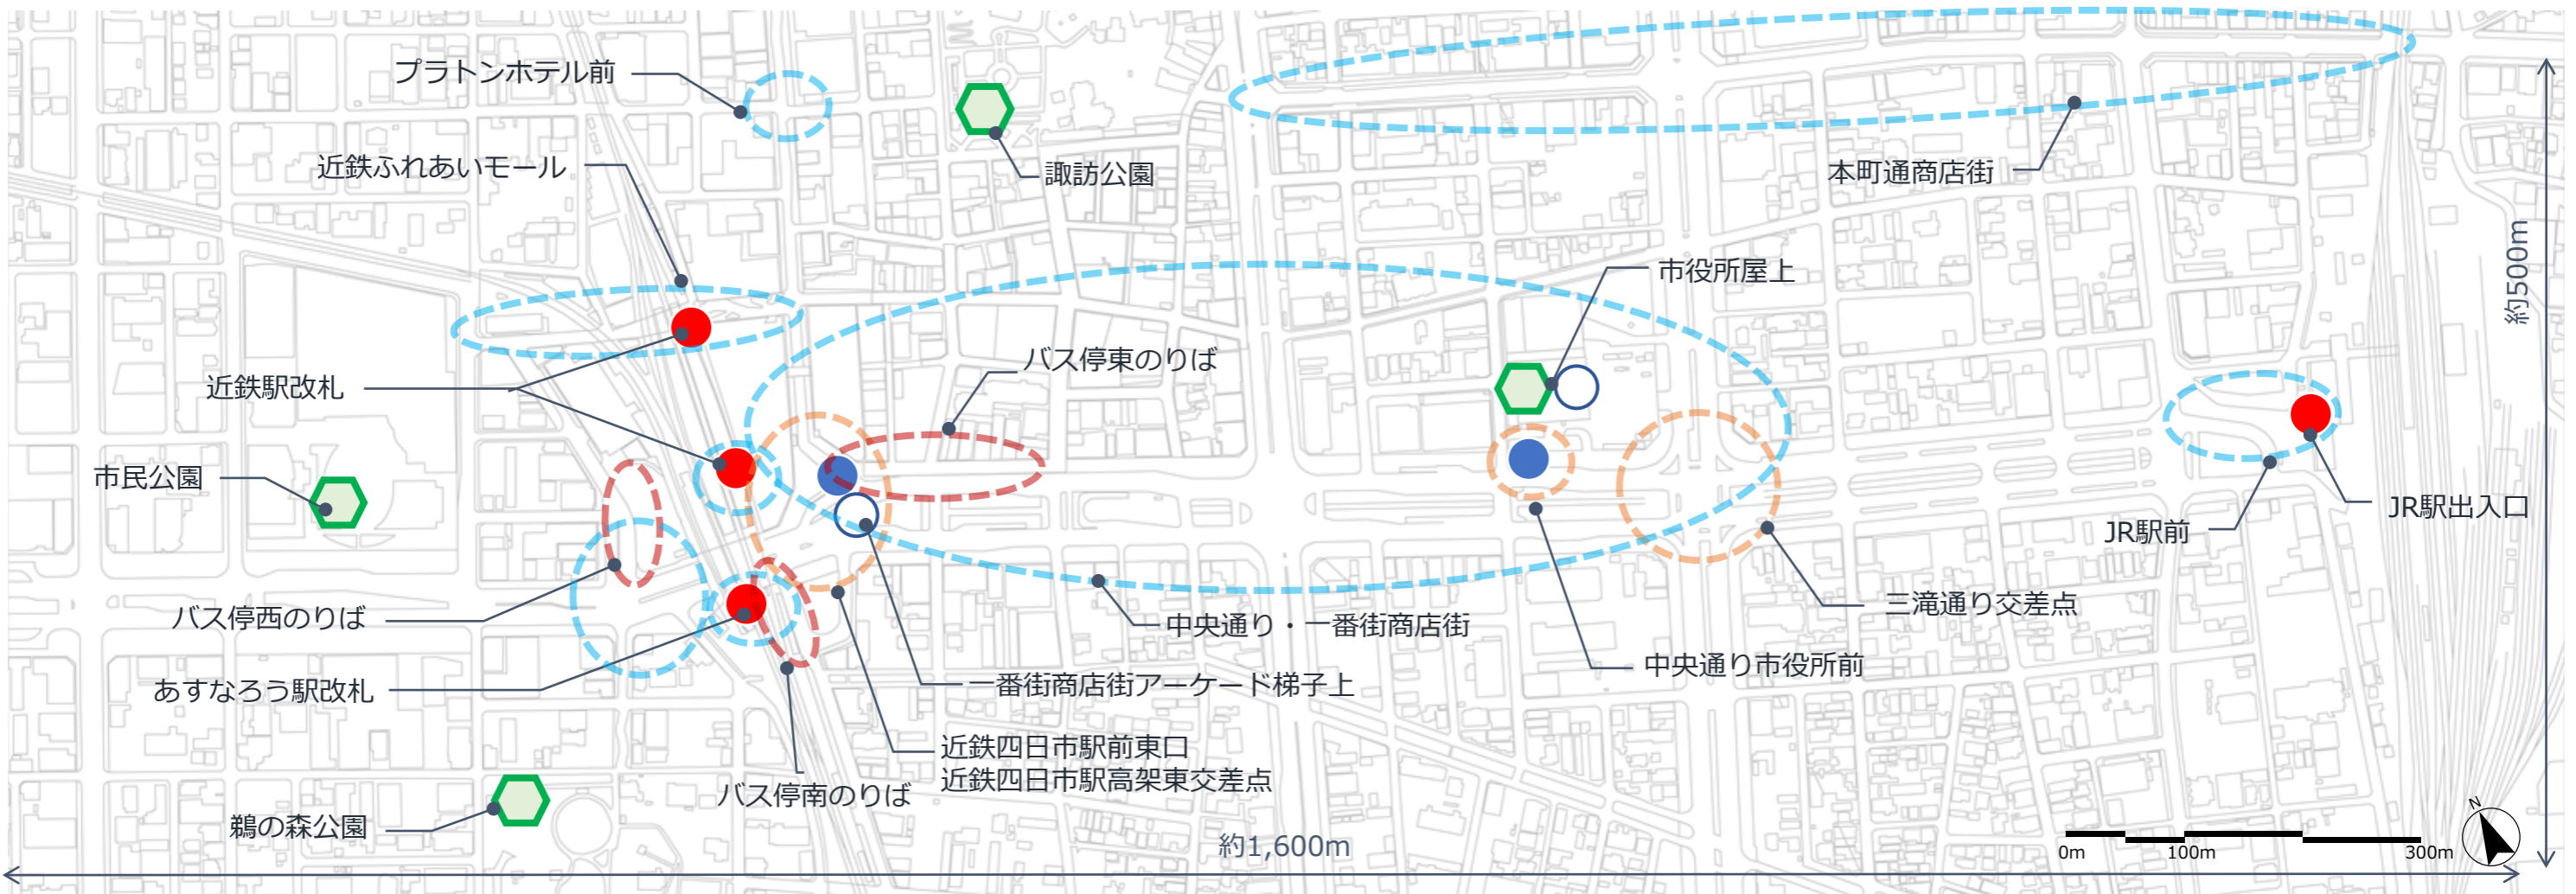 プラトンホテル前
近鉄ふれあいモール
諏訪公園
本町通商店街
約500m
市役所屋上
バス停東のりば
近鉄駅改札
市民公園
JR駅出入口
JR駅前
バス停西のりば
中央通り・一番街商店街
三滝通り交差点
あすなろう駅改札
一番街商店街アーケード梯子上
中央通り市役所前
近鉄四日市駅前東口
近鉄四日市駅高架東交差点
バス停南のりば
鵜の森公園
約1,600m
N
0m 100m 300m